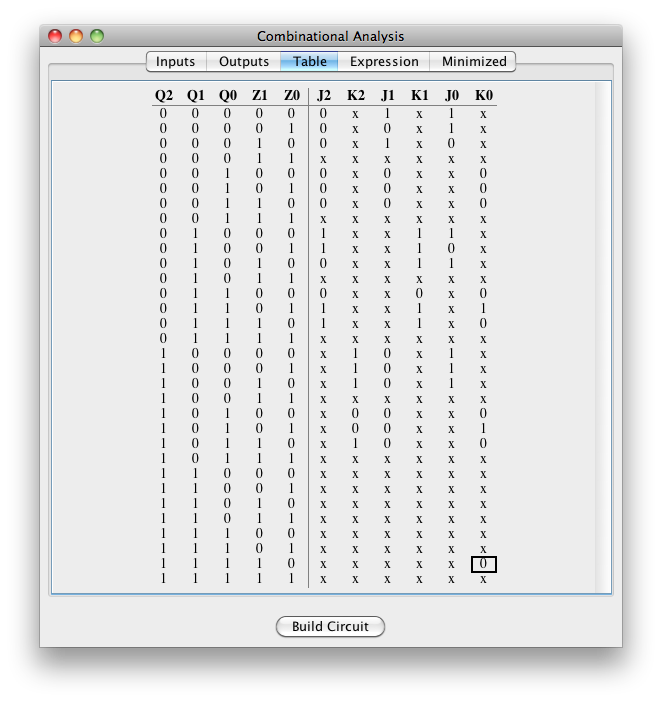 Combinational Analysis
Inputs Outputs Table Expression Minimized
Q2 Q1 Q0 Z1 Z0 J2 K2 J1 K1 J0 K0
0 0 0 0 0 0 x 1 x 1 x
0 0 0 0 1 0 x 0 x 1 x
0 0 0 1 0 0 x 1 x 0 x
0 0 0 1 1 x x x x x x
0 0 1 0 0 0 x 0 x x 0
0 0 1 0 1 0 x 0 x x 0
0 0 1 1 0 0 x 0 x x 0
0 0 1 1 1 x x x x x x
0 1 0 0 0 1 x x 1 1 x
0 1 0 0 1 1 x x 1 0 x
0 1 0 1 0 0 x x 1 1 x
0 1 0 1 1 x x x x x x
0 1 1 0 0 0 x x 0 x 0
0 1 1 0 1 1 x x 1 x 1
0 1 1 1 0 1 x x 1 x 0
0 1 1 1 1 x x x x x x
1 0 0 0 0 x 1 0 x 1 x
1 0 0 0 1 x 1 0 x 1 x
1 0 0 1 0 x 1 0 x 1 x
1 0 0 1 1 x x x x x x
1 0 1 0 0 x 0 0 x x 0
1 0 1 0 1 x 0 0 x x 1
1 0 1 1 0 x 1 0 x x 0
1 0 1 1 1 x x x x x x
1 1 0 0 0 x x x x x x
1 1 0 0 1 x x x x x x
1 1 0 1 0 x x x x x x
1 1 0 1 1 x x x x x x
1 1 1 0 0 x x x x x x
1 1 1 0 1 x x x x x x
1 1 1 1 0 x x x x x 0
1 1 1 1 1 x x x x x x
Build Circuit